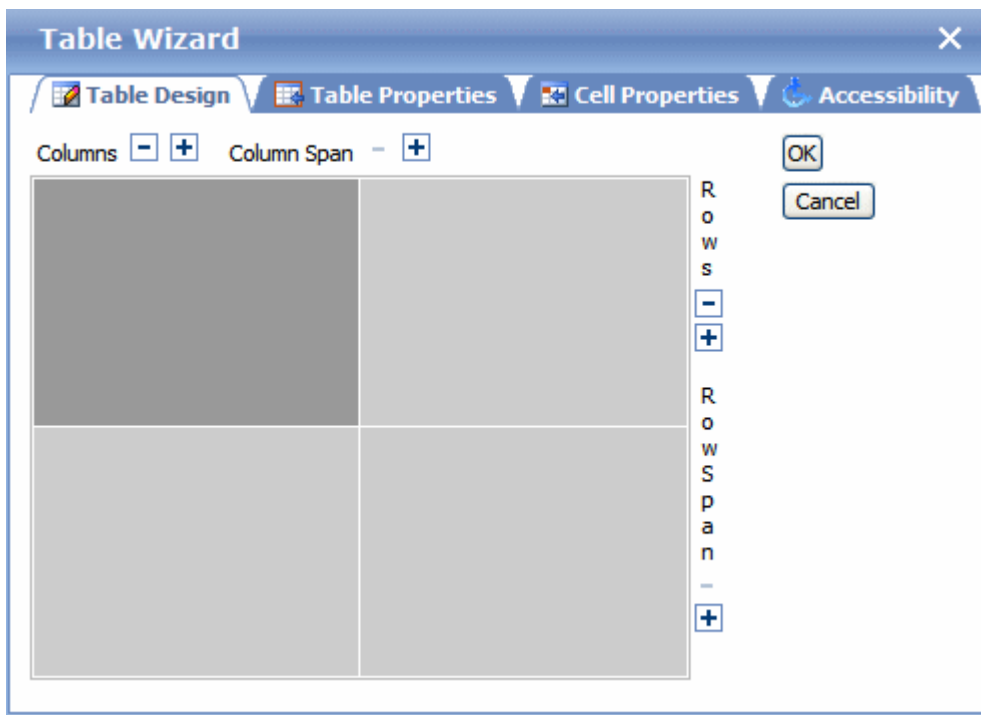 Table Wizard
Table Design Table Properties Cell Properties Accessibility
Columns - + Column Span - +
OK
Cancel
R
o
w
s
-
+
R
o
w
S
p
a
n
-
+